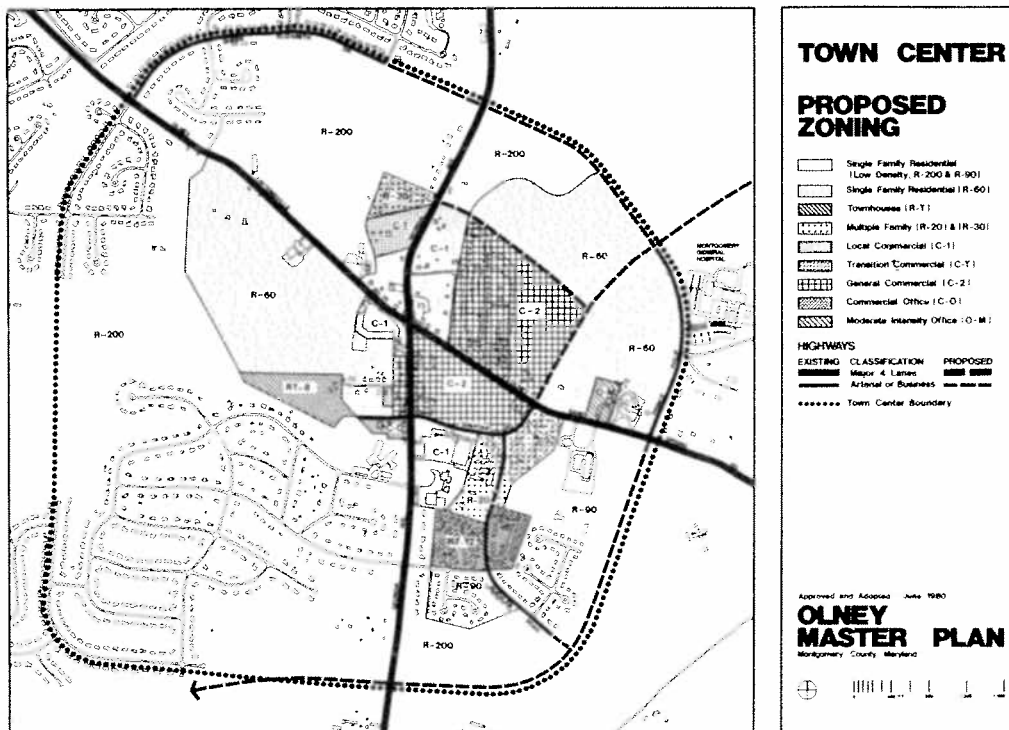 R-200
R-200
R-30
C-T
C-1
R-60
MONTGOMERY
GENERAL
HOSPITAL
R-60
C-2
C-1
R-200
R-60
C-2
RT-8
C-1
R-90
R-90
R-200
TOWN CENTER
PROPOSED
ZONING
Single Family Residential
(Low Density, R-200 & R-90)
Single Family Residential (R-60)
Townhouses (R-T)
Multiple Family (R-20) & (R-30)
Local Commercial (C-1)
Transition Commercial (C-T)
General Commercial (C-2)
Commercial Office (C-O)
Moderate Intensity Office (O-M)
HIGHWAYS
EXISTING CLASSIFICATION PROPOSED
Major 4 Lanes
Arterial or Business
Town Center Boundary
Approved and Adopted June 1980
OLNEY
MASTER PLAN
Montgomery County, Maryland